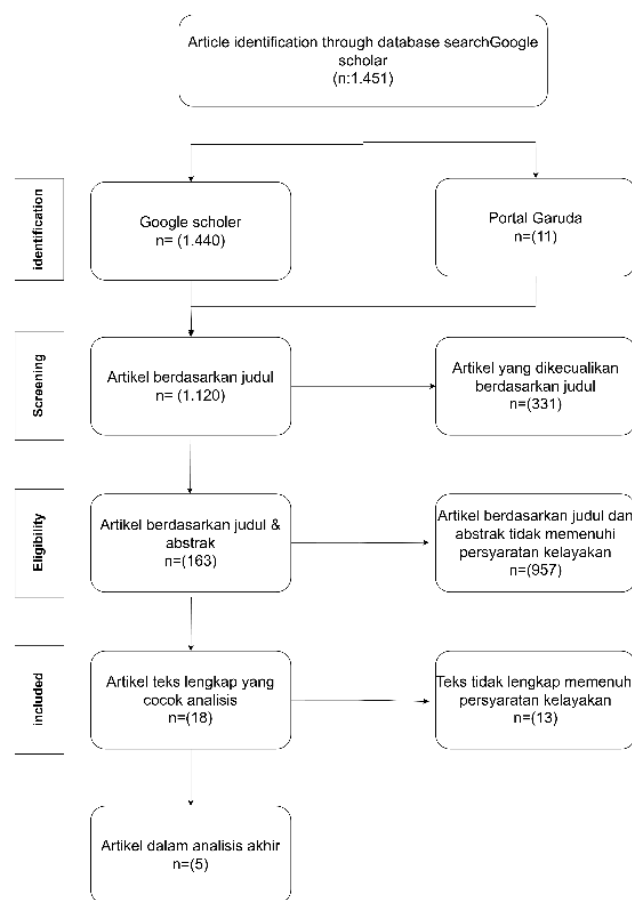 Article identification through database searchGoogle
scholar
(n:1.451)
identification
Google scholer
n= (1.440)
Portal Garuda
n=(11)
Screening
Artikel berdasarkan judul
n= (1.120)
Artikel yang dikecualikan
berdasarkan judul
n=(331)
Eligibility
Artikel berdasarkan judul &
abstrak
n=(163)
Artikel berdasarkan judul dan
abstrak tidak memenuhi
persyaratan kelayakan
n=(957)
included
Artikel teks lengkap yang
cocok analisis
n=(18)
Teks tidak lengkap memenuh
persyaratan kelayakan
n=(13)
Artikel dalam analisis akhir
n=(5)